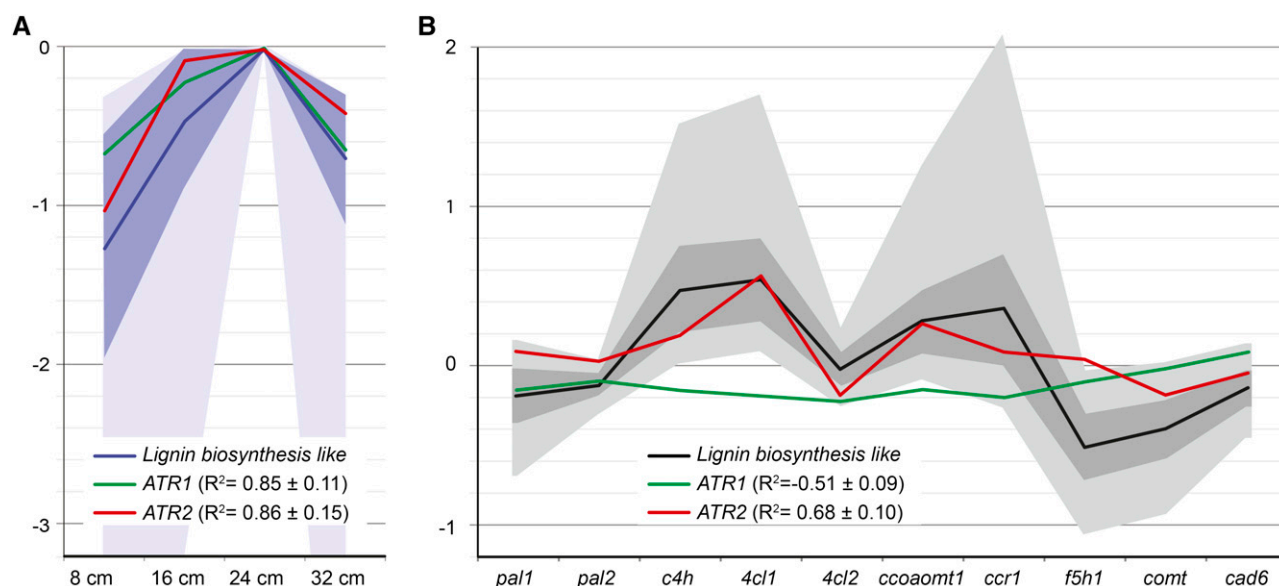 A
0
-1
-2
-3
Lignin biosynthesis like
ATR1 (R²= 0.85 ± 0.11)
ATR2 (R²= 0.86 ± 0.15)
8 cm 16 cm 24 cm 32 cm
B
2
1
0
-1
Lignin biosynthesis like
ATR1 (R²=-0.51 ± 0.09)
ATR2 (R²= 0.68 ± 0.10)
pal1 pal2 c4h 4cl1 4cl2 ccoaomt1 ccr1 f5h1 comt cad6